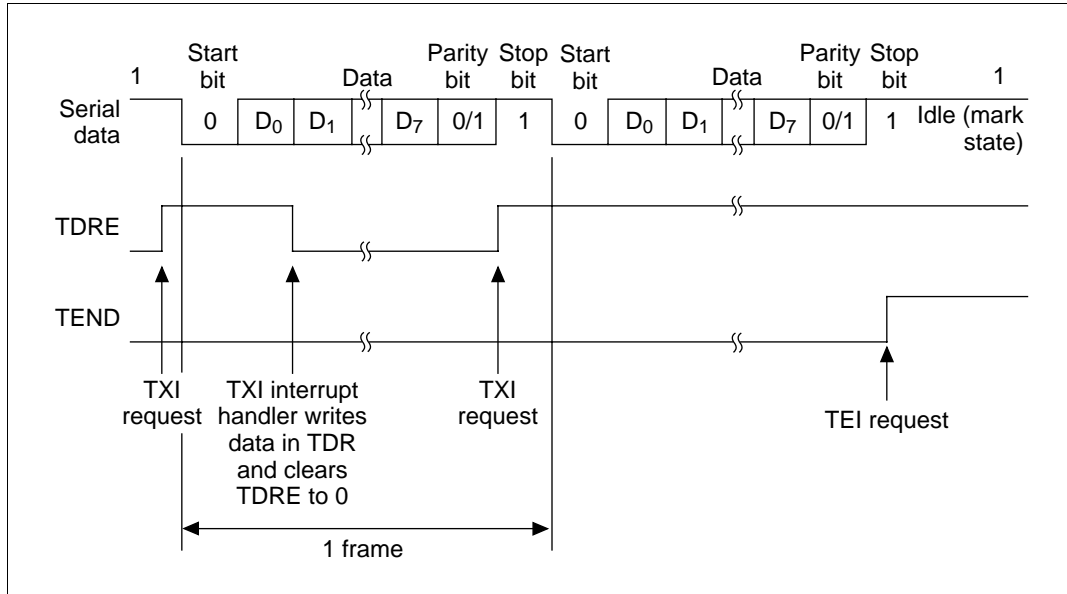 1 Start bit Data Parity bit Stop bit Start bit Data Parity bit Stop bit 1
Serial data 0 D0 D1 D7 0/1 1 0 D0 D1 D7 0/1 1 Idle (mark state)
TDRE
TEND
TXI request
TXI interrupt handler writes data in TDR and clears TDRE to 0
TXI request
TEI request
1 frame